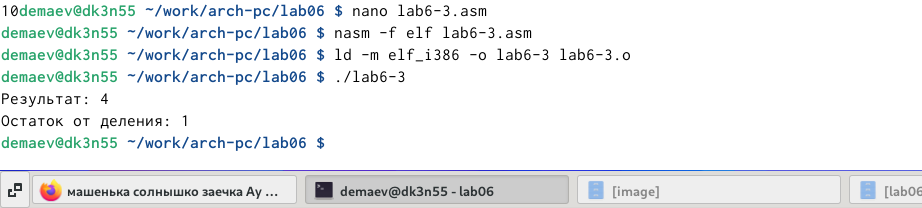 10demaev@dk3n55 ~/work/arch-pc/lab06 $ nano lab6-3.asm
demaev@dk3n55 ~/work/arch-pc/lab06 $ nasm -f elf lab6-3.asm
demaev@dk3n55 ~/work/arch-pc/lab06 $ ld -m elf_i386 -o lab6-3 lab6-3.o
demaev@dk3n55 ~/work/arch-pc/lab06 $ ./lab6-3
Результат: 4
Остаток от деления: 1
demaev@dk3n55 ~/work/arch-pc/lab06 $
машенька солнышко заечка Ау ... demaev@dk3n55 - lab06 [image] [lab06